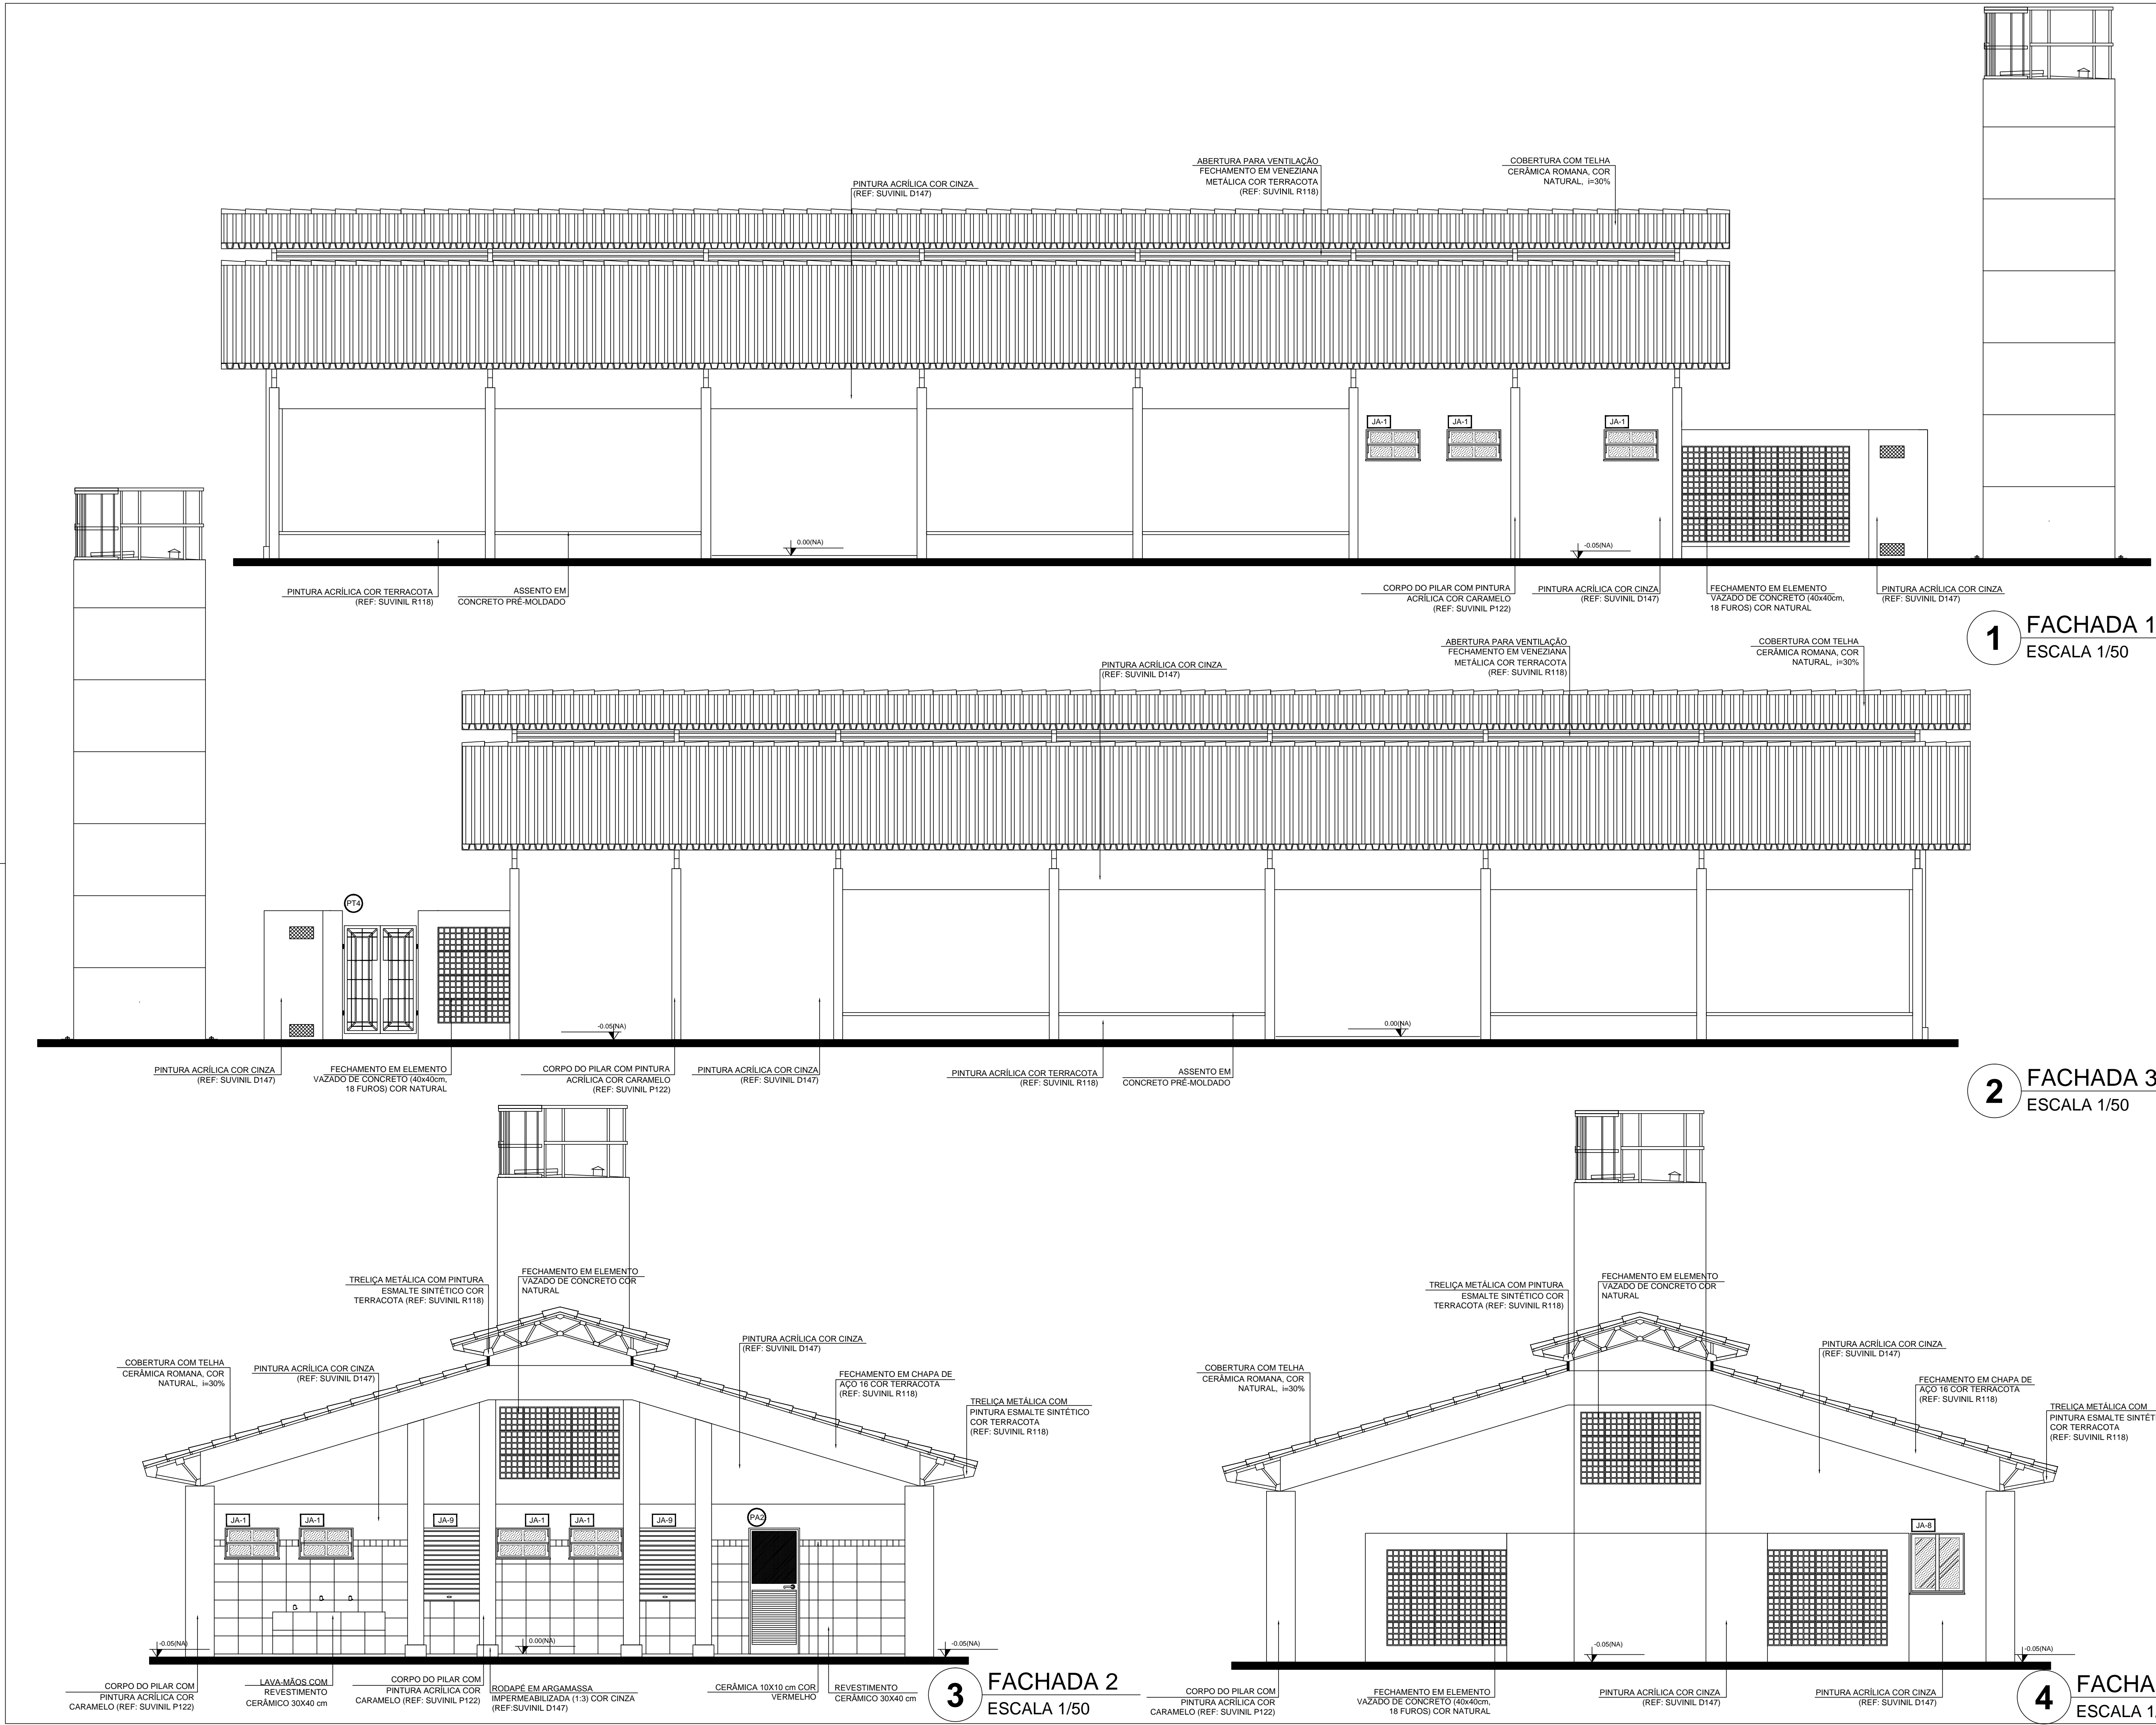 PINTURA ACRÍLICA COR CINZA
(REF: SUVINIL D147)
ABERTURA PARA VENTILAÇÃO
FECHAMENTO EM VENEZIANA
METÁLICA COR TERRACOTA
(REF: SUVINIL R118)
COBERTURA COM TELHA
CERÂMICA ROMANA, COR
NATURAL, i=30%
JA-1
JA-1
JA-1
0.00(NA)
-0.05(NA)
PINTURA ACRÍLICA COR TERRACOTA
(REF: SUVINIL R118)
ASSENTO EM
CONCRETO PRÉ-MOLDADO
CORPO DO PILAR COM PINTURA
ACRÍLICA COR CARAMELO
(REF: SUVINIL P122)
PINTURA ACRÍLICA COR CINZA
(REF: SUVINIL D147)
FECHAMENTO EM ELEMENTO
VAZADO DE CONCRETO (40x40cm,
18 FUROS) COR NATURAL
PINTURA ACRÍLICA COR CINZA
(REF: SUVINIL D147)
1
FACHADA 1
ESCALA 1/50
PINTURA ACRÍLICA COR CINZA
(REF: SUVINIL D147)
ABERTURA PARA VENTILAÇÃO
FECHAMENTO EM VENEZIANA
METÁLICA COR TERRACOTA
(REF: SUVINIL R118)
COBERTURA COM TELHA
CERÂMICA ROMANA, COR
NATURAL, i=30%
PT4
-0.05(NA)
0.00(NA)
PINTURA ACRÍLICA COR CINZA
(REF: SUVINIL D147)
FECHAMENTO EM ELEMENTO
VAZADO DE CONCRETO (40x40cm,
18 FUROS) COR NATURAL
CORPO DO PILAR COM PINTURA
ACRÍLICA COR CARAMELO
(REF: SUVINIL P122)
PINTURA ACRÍLICA COR CINZA
(REF: SUVINIL D147)
PINTURA ACRÍLICA COR TERRACOTA
(REF: SUVINIL R118)
ASSENTO EM
CONCRETO PRÉ-MOLDADO
2
FACHADA 3
ESCALA 1/50
TRELIÇA METÁLICA COM PINTURA
ESMALTE SINTÉTICO COR
TERRACOTA (REF: SUVINIL R118)
FECHAMENTO EM ELEMENTO
VAZADO DE CONCRETO COR
NATURAL
COBERTURA COM TELHA
CERÂMICA ROMANA, COR
NATURAL, i=30%
PINTURA ACRÍLICA COR CINZA
(REF: SUVINIL D147)
PINTURA ACRÍLICA COR CINZA
(REF: SUVINIL D147)
FECHAMENTO EM CHAPA DE
AÇO 16 COR TERRACOTA
(REF: SUVINIL R118)
TRELIÇA METÁLICA COM
PINTURA ESMALTE SINTÉTICO
COR TERRACOTA
(REF: SUVINIL R118)
JA-1
JA-1
JA-9
JA-1
JA-1
JA-9
PA2
-0.05(NA)
0.00(NA)
-0.05(NA)
CORPO DO PILAR COM
PINTURA ACRÍLICA COR
CARAMELO (REF: SUVINIL P122)
LAVA-MÃOS COM
REVESTIMENTO
CERÂMICO 30X40 cm
CORPO DO PILAR COM
PINTURA ACRÍLICA COR
CARAMELO (REF: SUVINIL P122)
RODAPÉ EM ARGAMASSA
IMPERMEABILIZADA (1:3) COR CINZA
(REF:SUVINIL D147)
CERÂMICA 10X10 cm COR
VERMELHO
REVESTIMENTO
CERÂMICO 30X40 cm
3
FACHADA 2
ESCALA 1/50
TRELIÇA METÁLICA COM PINTURA
ESMALTE SINTÉTICO COR
TERRACOTA (REF: SUVINIL R118)
FECHAMENTO EM ELEMENTO
VAZADO DE CONCRETO COR
NATURAL
COBERTURA COM TELHA
CERÂMICA ROMANA, COR
NATURAL, i=30%
PINTURA ACRÍLICA COR CINZA
(REF: SUVINIL D147)
FECHAMENTO EM CHAPA DE
AÇO 16 COR TERRACOTA
(REF: SUVINIL R118)
TRELIÇA METÁLICA COM
PINTURA ESMALTE SINTÉT
COR TERRACOTA
(REF: SUVINIL R118)
JA-8
-0.05(NA)
-0.05(NA)
CORPO DO PILAR COM
PINTURA ACRÍLICA COR
CARAMELO (REF: SUVINIL P122)
FECHAMENTO EM ELEMENTO
VAZADO DE CONCRETO (40x40cm,
18 FUROS) COR NATURAL
PINTURA ACRÍLICA COR CINZA
(REF: SUVINIL D147)
PINTURA ACRÍLICA COR CINZA
(REF: SUVINIL D147)
4
FACHA
ESCALA 1